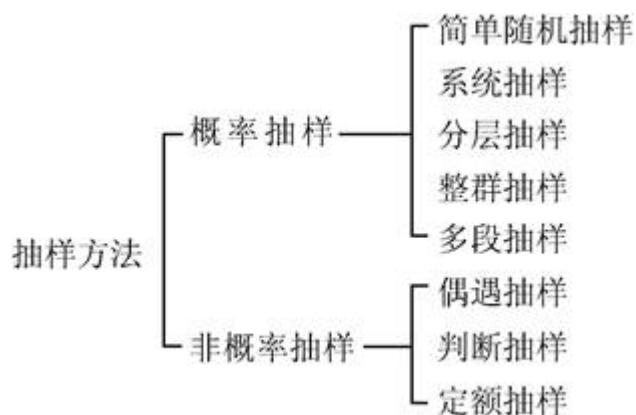 简单随机抽样
系统抽样
概率抽样
分层抽样
整群抽样
抽样方法
多段抽样
偶遇抽样
非概率抽样
判断抽样
定额抽样